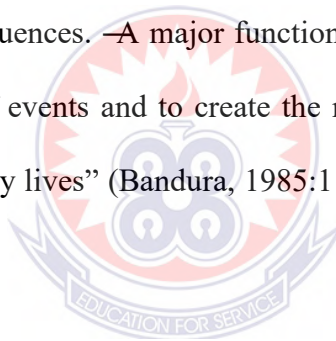 uences. ―A major function
events and to create the
y lives” (Bandura, 1985:1
EDUCATION FOR SERVICE